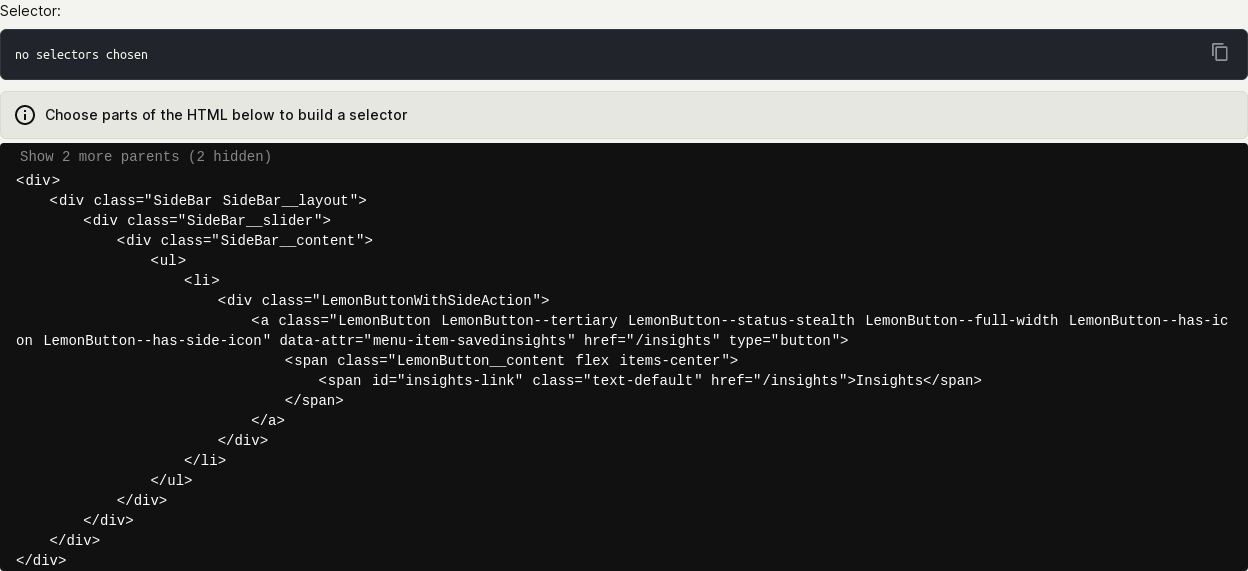 Selector:
no selectors chosen
Choose parts of the HTML below to build a selector
Show 2 more parents (2 hidden)
<div>
<div class="SideBar SideBar__layout">
<div class="SideBar__slider">
<div class="SideBar__content">
<ul>
<li>
<div class="LemonButtonWithSideAction">
<a class="LemonButton LemonButton--tertiary LemonButton--status-stealth LemonButton--full-width LemonButton--has-ic
on LemonButton--has-side-icon" data-attr="menu-item-savedinsights" href="/insights" type="button">
<span class="LemonButton__content flex items-center">
<span id="insights-link" class="text-default" href="/insights">Insights</span>
</span>
</a>
</div>
</li>
</ul>
</div>
</div>
</div>
</div>